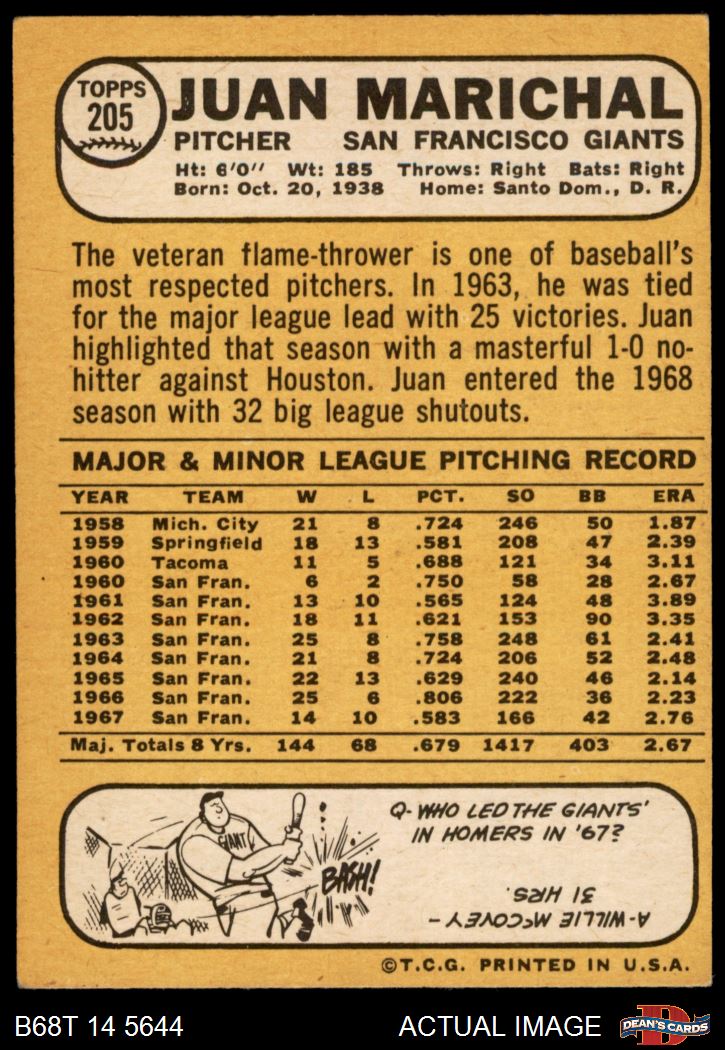 TOPPS
205
JUAN MARICHAL
PITCHER SAN FRANCISCO GIANTS
Ht: 6'0" Wt: 185 Throws: Right Bats: Right
Born: Oct. 20, 1938 Home: Santo Dom., D. R.
The veteran flame-thrower is one of baseball's
most respected pitchers. In 1963, he was tied
for the major league lead with 25 victories. Juan
highlighted that season with a masterful 1-0 no-
hitter against Houston. Juan entered the 1968
season with 32 big league shutouts.
MAJOR & MINOR LEAGUE PITCHING RECORD
YEAR TEAM W L PCT. SO BB ERA
1958 Mich. City 21 8 .724 246 50 1.87
1959 Springfield 18 13 .581 208 47 2.39
1960 Tacoma 11 5 .688 121 34 3.11
1960 San Fran. 6 2 .750 58 28 2.67
1961 San Fran. 13 10 .565 124 48 3.89
1962 San Fran. 18 11 .621 153 90 3.35
1963 San Fran. 25 8 .758 248 61 2.41
1964 San Fran. 21 8 .724 206 52 2.48
1965 San Fran. 22 13 .629 240 46 2.14
1966 San Fran. 25 6 .806 222 36 2.23
1967 San Fran. 14 10 .583 166 42 2.76
Maj. Totals 8 Yrs. 144 68 .679 1417 403 2.67
GIANT
BASH!
Q- WHO LED THE GIANTS'
IN HOMERS IN '67?
A-WILLIE McCOVEY –
31 HRS.
©T.C.G. PRINTED IN U.S.A.
B68T 14 5644 ACTUAL IMAGE
D
DEAN'S CARDS